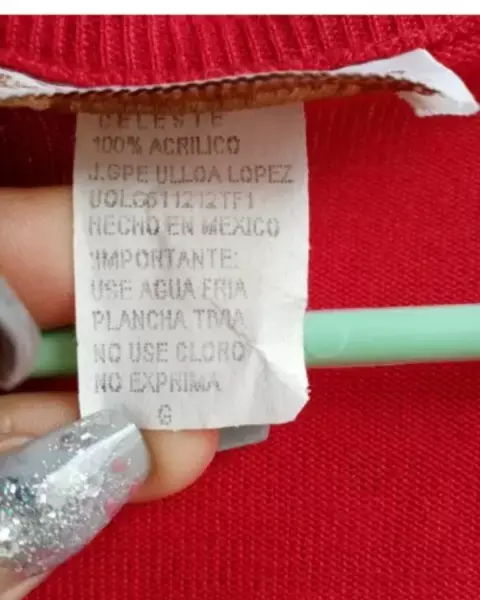 CELESTE
100% ACRILICO
J.GPE ULLOA LOPEZ
UOLG611212TF1
HECHO EN MEXICO
!IMPORTANTE:
USE AGUA FRIA
PLANCHA TIVIA
NO USE CLORO
NO EXPRIMA
G